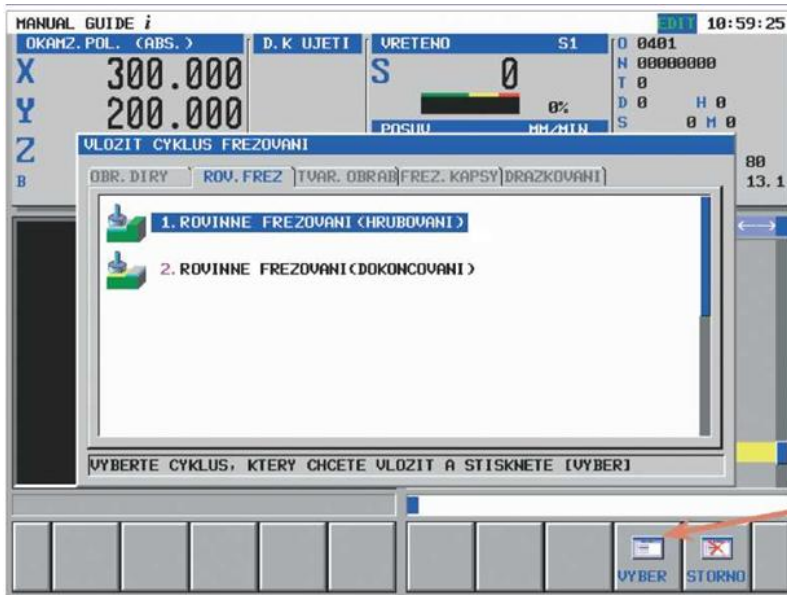 MANUAL GUIDE i EDIT 10:59:25
OKAMZ.POL. (ABS.) D.K UJETI VRETENO S1 O 0401
X 300.000 S 0 N 00000000
T 0
Y 200.000 0% D 0 H 0
POSUV MM/MIN S 0 M 0
Z VLOZIT CYKLUS FREZOVANI
80
B OBR. DIRY ROV. FREZ TVAR. OBRAB FREZ. KAPSY DRAZKOVANI 13.1
1. ROVINNE FREZOVANI (HRUBOVANI)
2. ROVINNE FREZOVANI(DOKONCOVANI)
VYBERTE CYKLUS, KTERY CHCETE VLOZIT A STISKNETE [VYBER]
VYBER STORNO